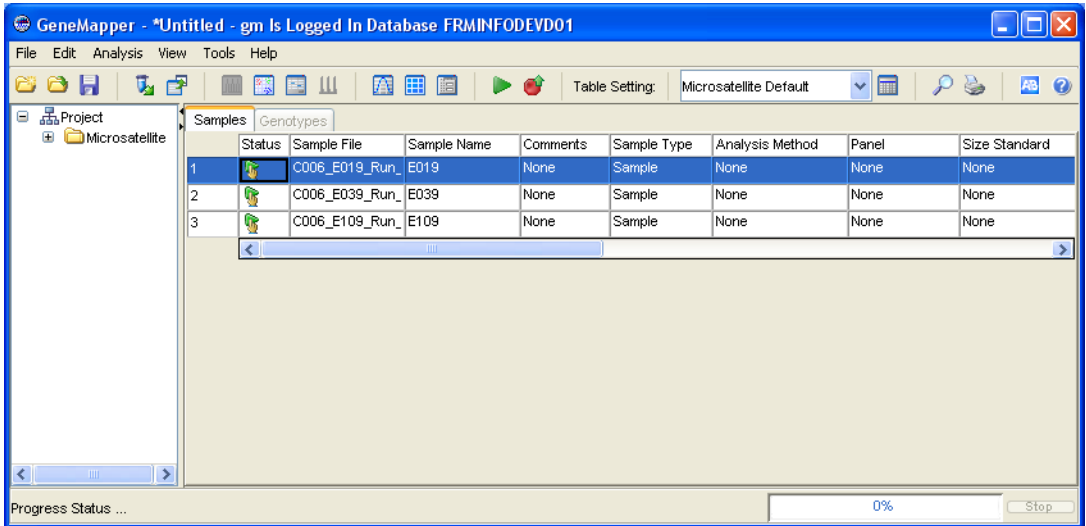 GeneMapper - *Untitled - gm Is Logged In Database FRMINFODEVD01
File Edit Analysis View Tools Help
Table Setting: Microsatellite Default AB ?
Project
Microsatellite
Samples Genotypes
Status Sample File Sample Name Comments Sample Type Analysis Method Panel Size Standard
1 C006_E019_Run_ E019 None Sample None None None
2 C006_E039_Run_ E039 None Sample None None None
3 C006_E109_Run_ E109 None Sample None None None
Progress Status ... 0% Stop